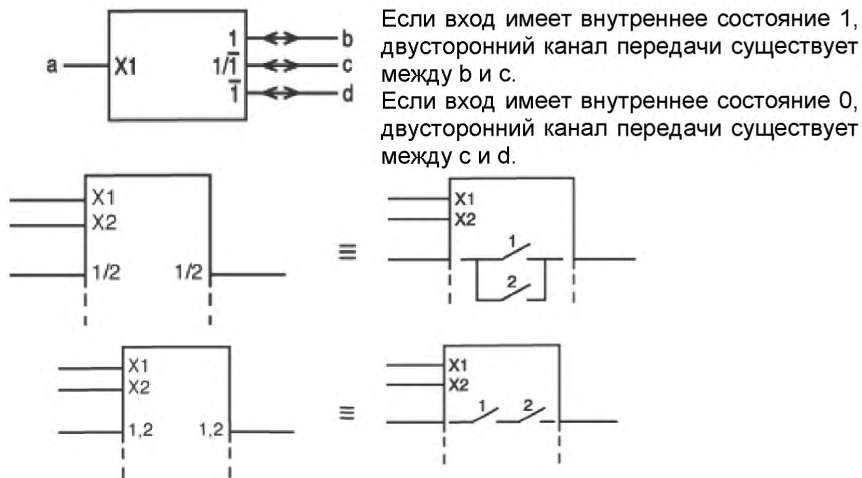 Если вход имеет внутреннее состояние 1,
двусторонний канал передачи существует
между b и c.
Если вход имеет внутреннее состояние 0,
двусторонний канал передачи существует
между c и d.
a X1 1 b
1/1̅ c
1̅ d
X1
X2
1/2 1/2
≡
X1
X2
1
2
X1
X2
1,2 1,2
≡
X1
X2
1 2